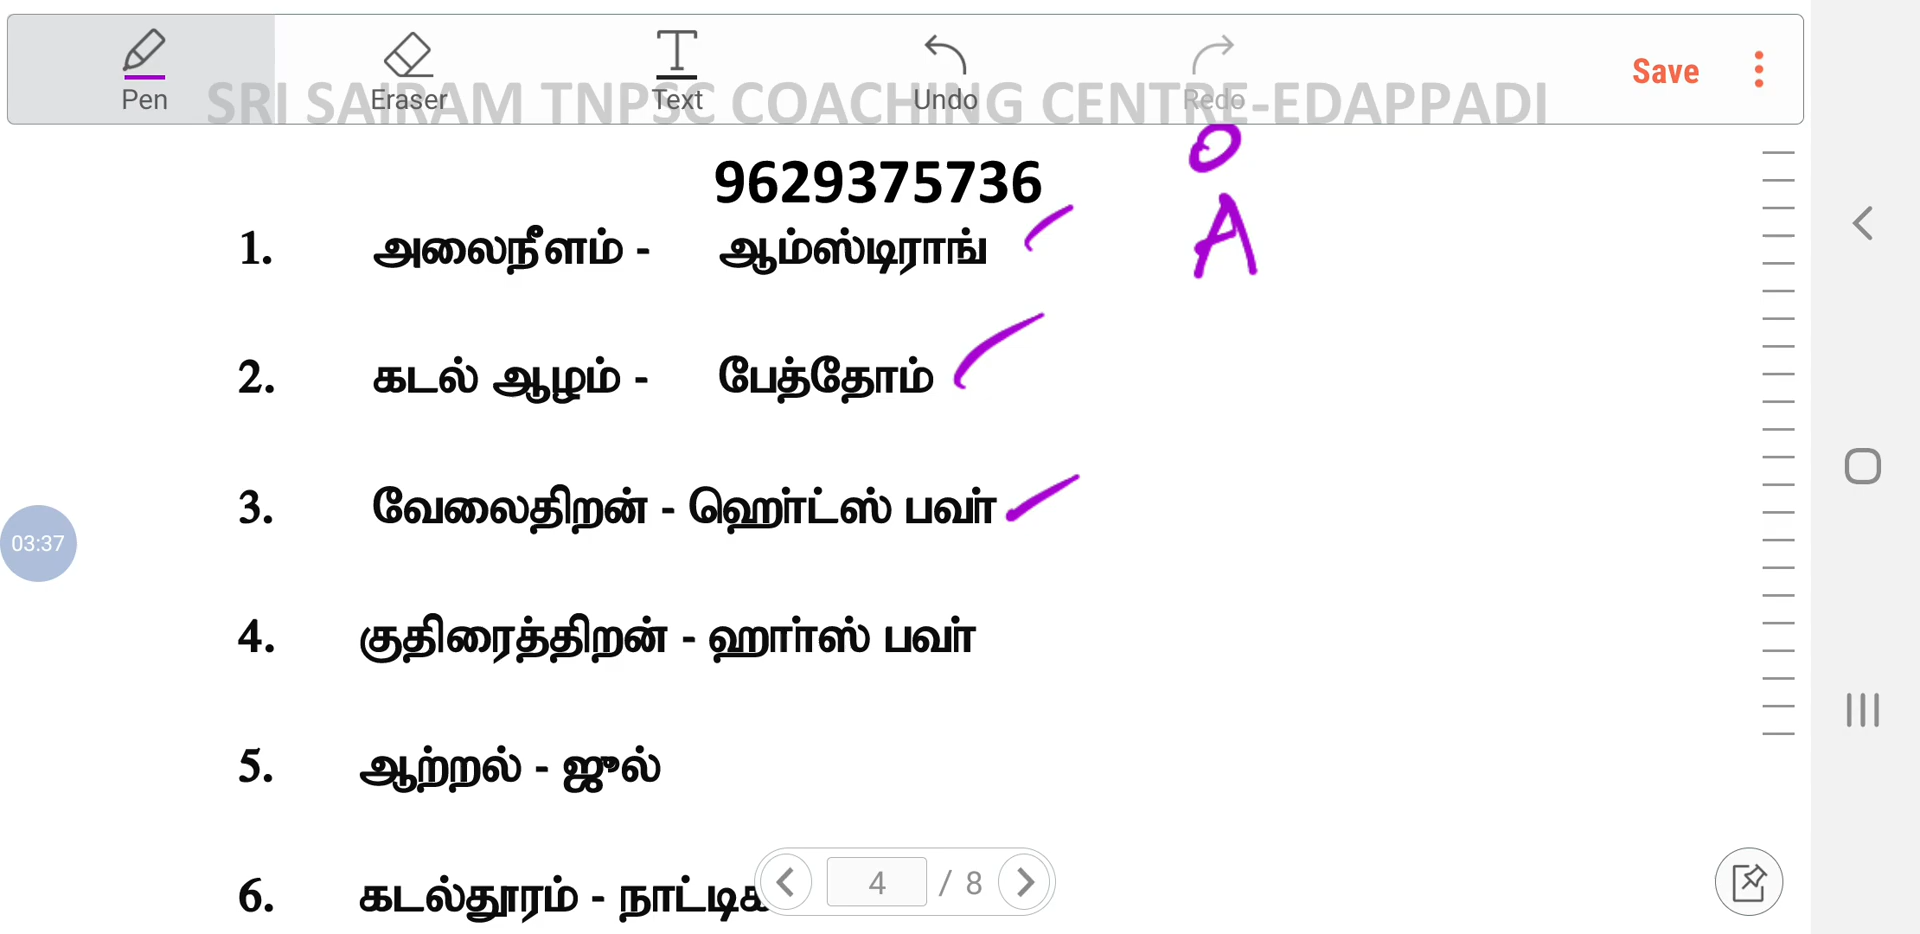 Pen Eraser Text Undo Redo Save
SRI SAIRAM TNPSC COACHING CENTRE-EDAPPADI
9629375736
Å
1. அலைநீளம் - ஆம்ஸ்டிராங்
2. கடல் ஆழம் - பேத்தோம்
3. வேலைதிறன் - ஹெர்ட்ஸ் பவர்
03:37
4. குதிரைத்திறன் - ஹார்ஸ் பவர்
5. ஆற்றல் - ஜுல்
6. கடல்தூரம் -
4 / 8